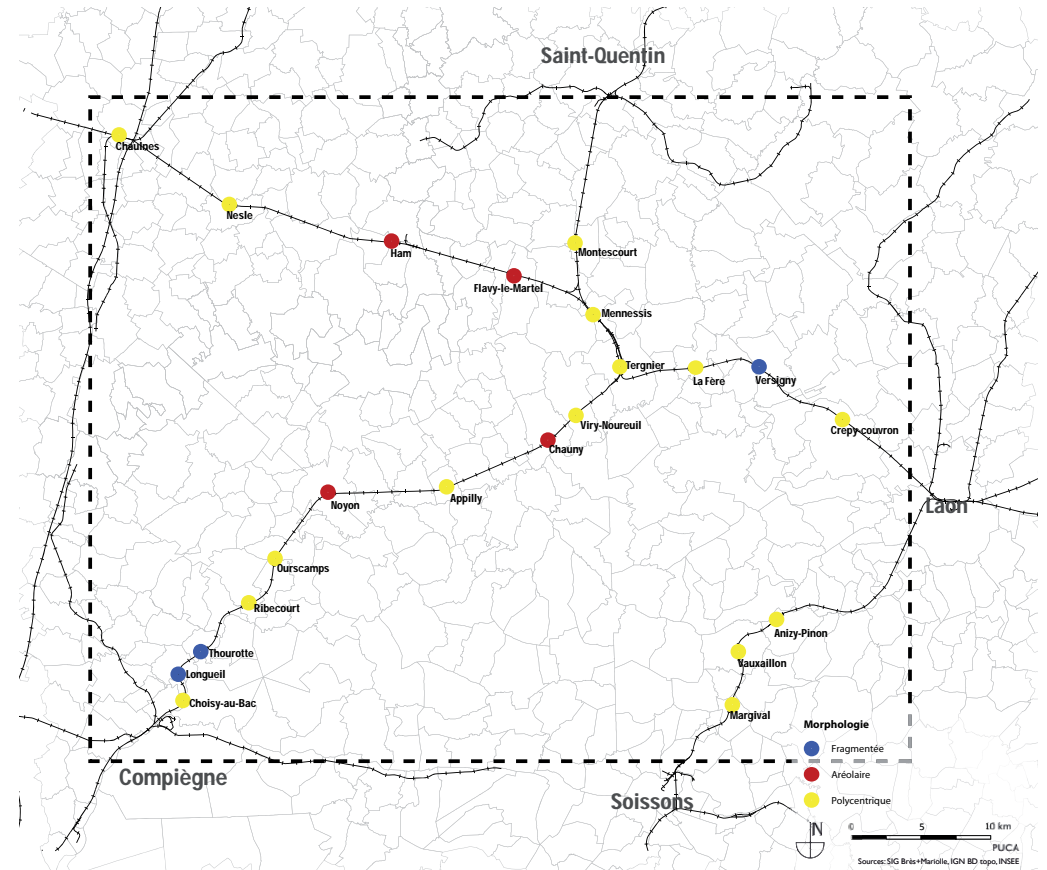 Saint-Quentin
Chaulnes
Nesle
Ham
Montescourt
Flavy-le-Martel
Mennessis
Tergnier
La Fère
Versigny
Viry-Noureuil
Crepy-couvron
Chauny
Noyon
Appilly
Laon
Ourscamps
Ribecourt
Anizy-Pinon
Thourotte
Vauxaillon
Longueil
Choisy-au-Bac
Margival
Morphologie
Fragmentée
Compiègne
Aréolaire
Soissons
Polycentrique
N
0 5 10 km
PUCA
Sources: SIG Brès+Mariolle, IGN BD topo, INSEE